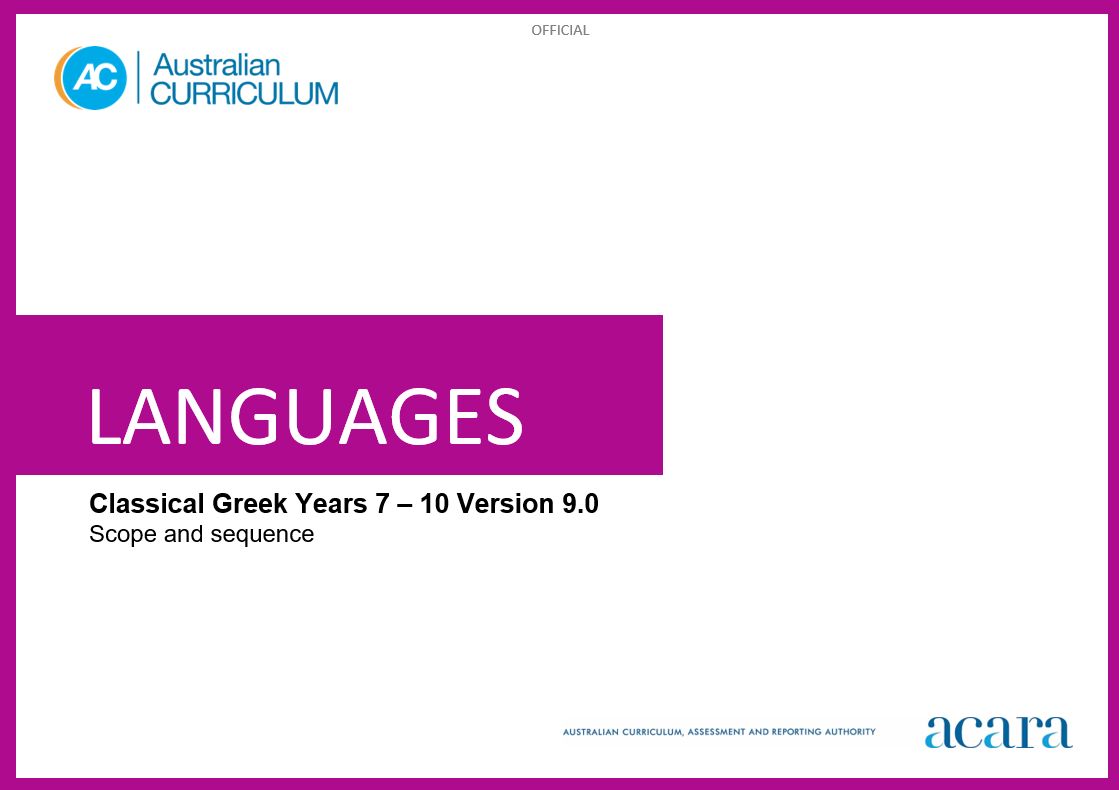 OFFICIAL
AC
Australian
CURRICULUM
LANGUAGES
Classical Greek Years 7 – 10 Version 9.0
Scope and sequence
AUSTRALIAN CURRICULUM, ASSESSMENT AND REPORTING AUTHORITY
acara